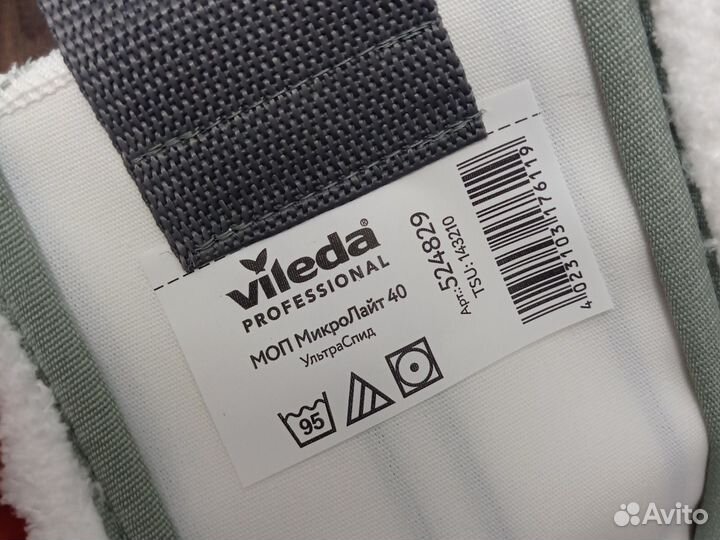 vileda®
PROFESSIONAL
МОП МикроЛайт 40
УльтраСпид
95
Арт.:524829
TSU: 143210
4023103176119
Avito